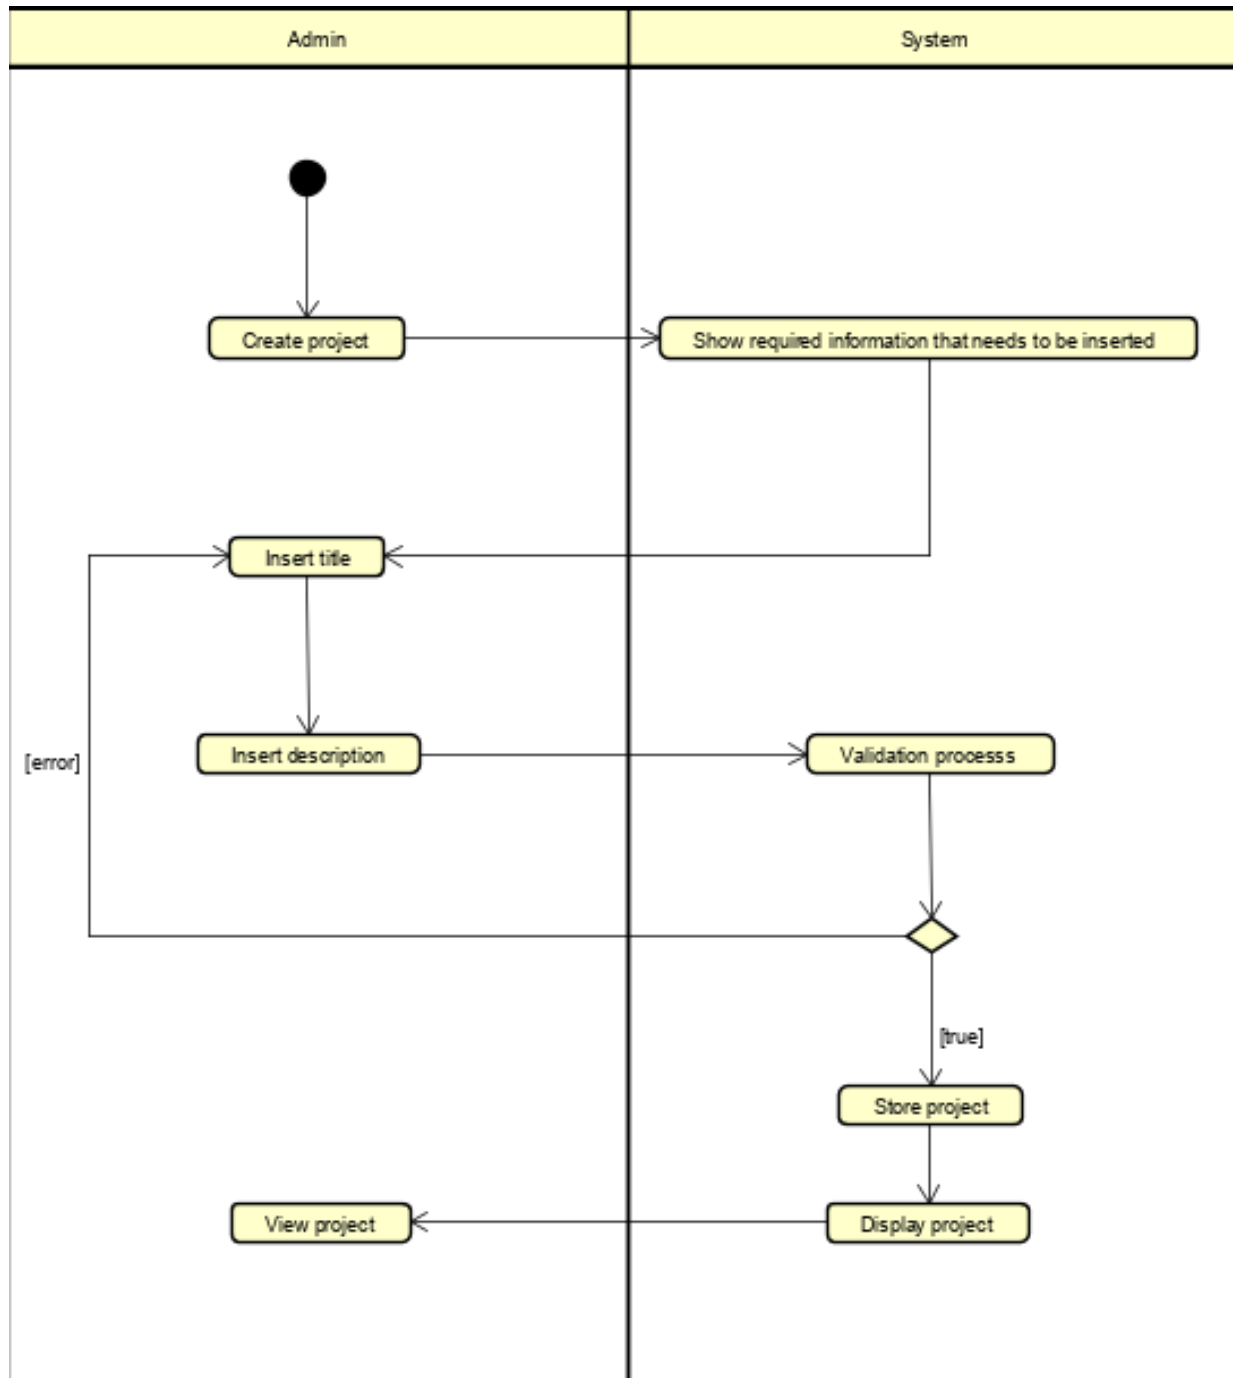 Admin
System
Create project
Show required information that needs to be inserted
Insert title
Insert description
Validation processs
[error]
[true]
Store project
View project
Display project